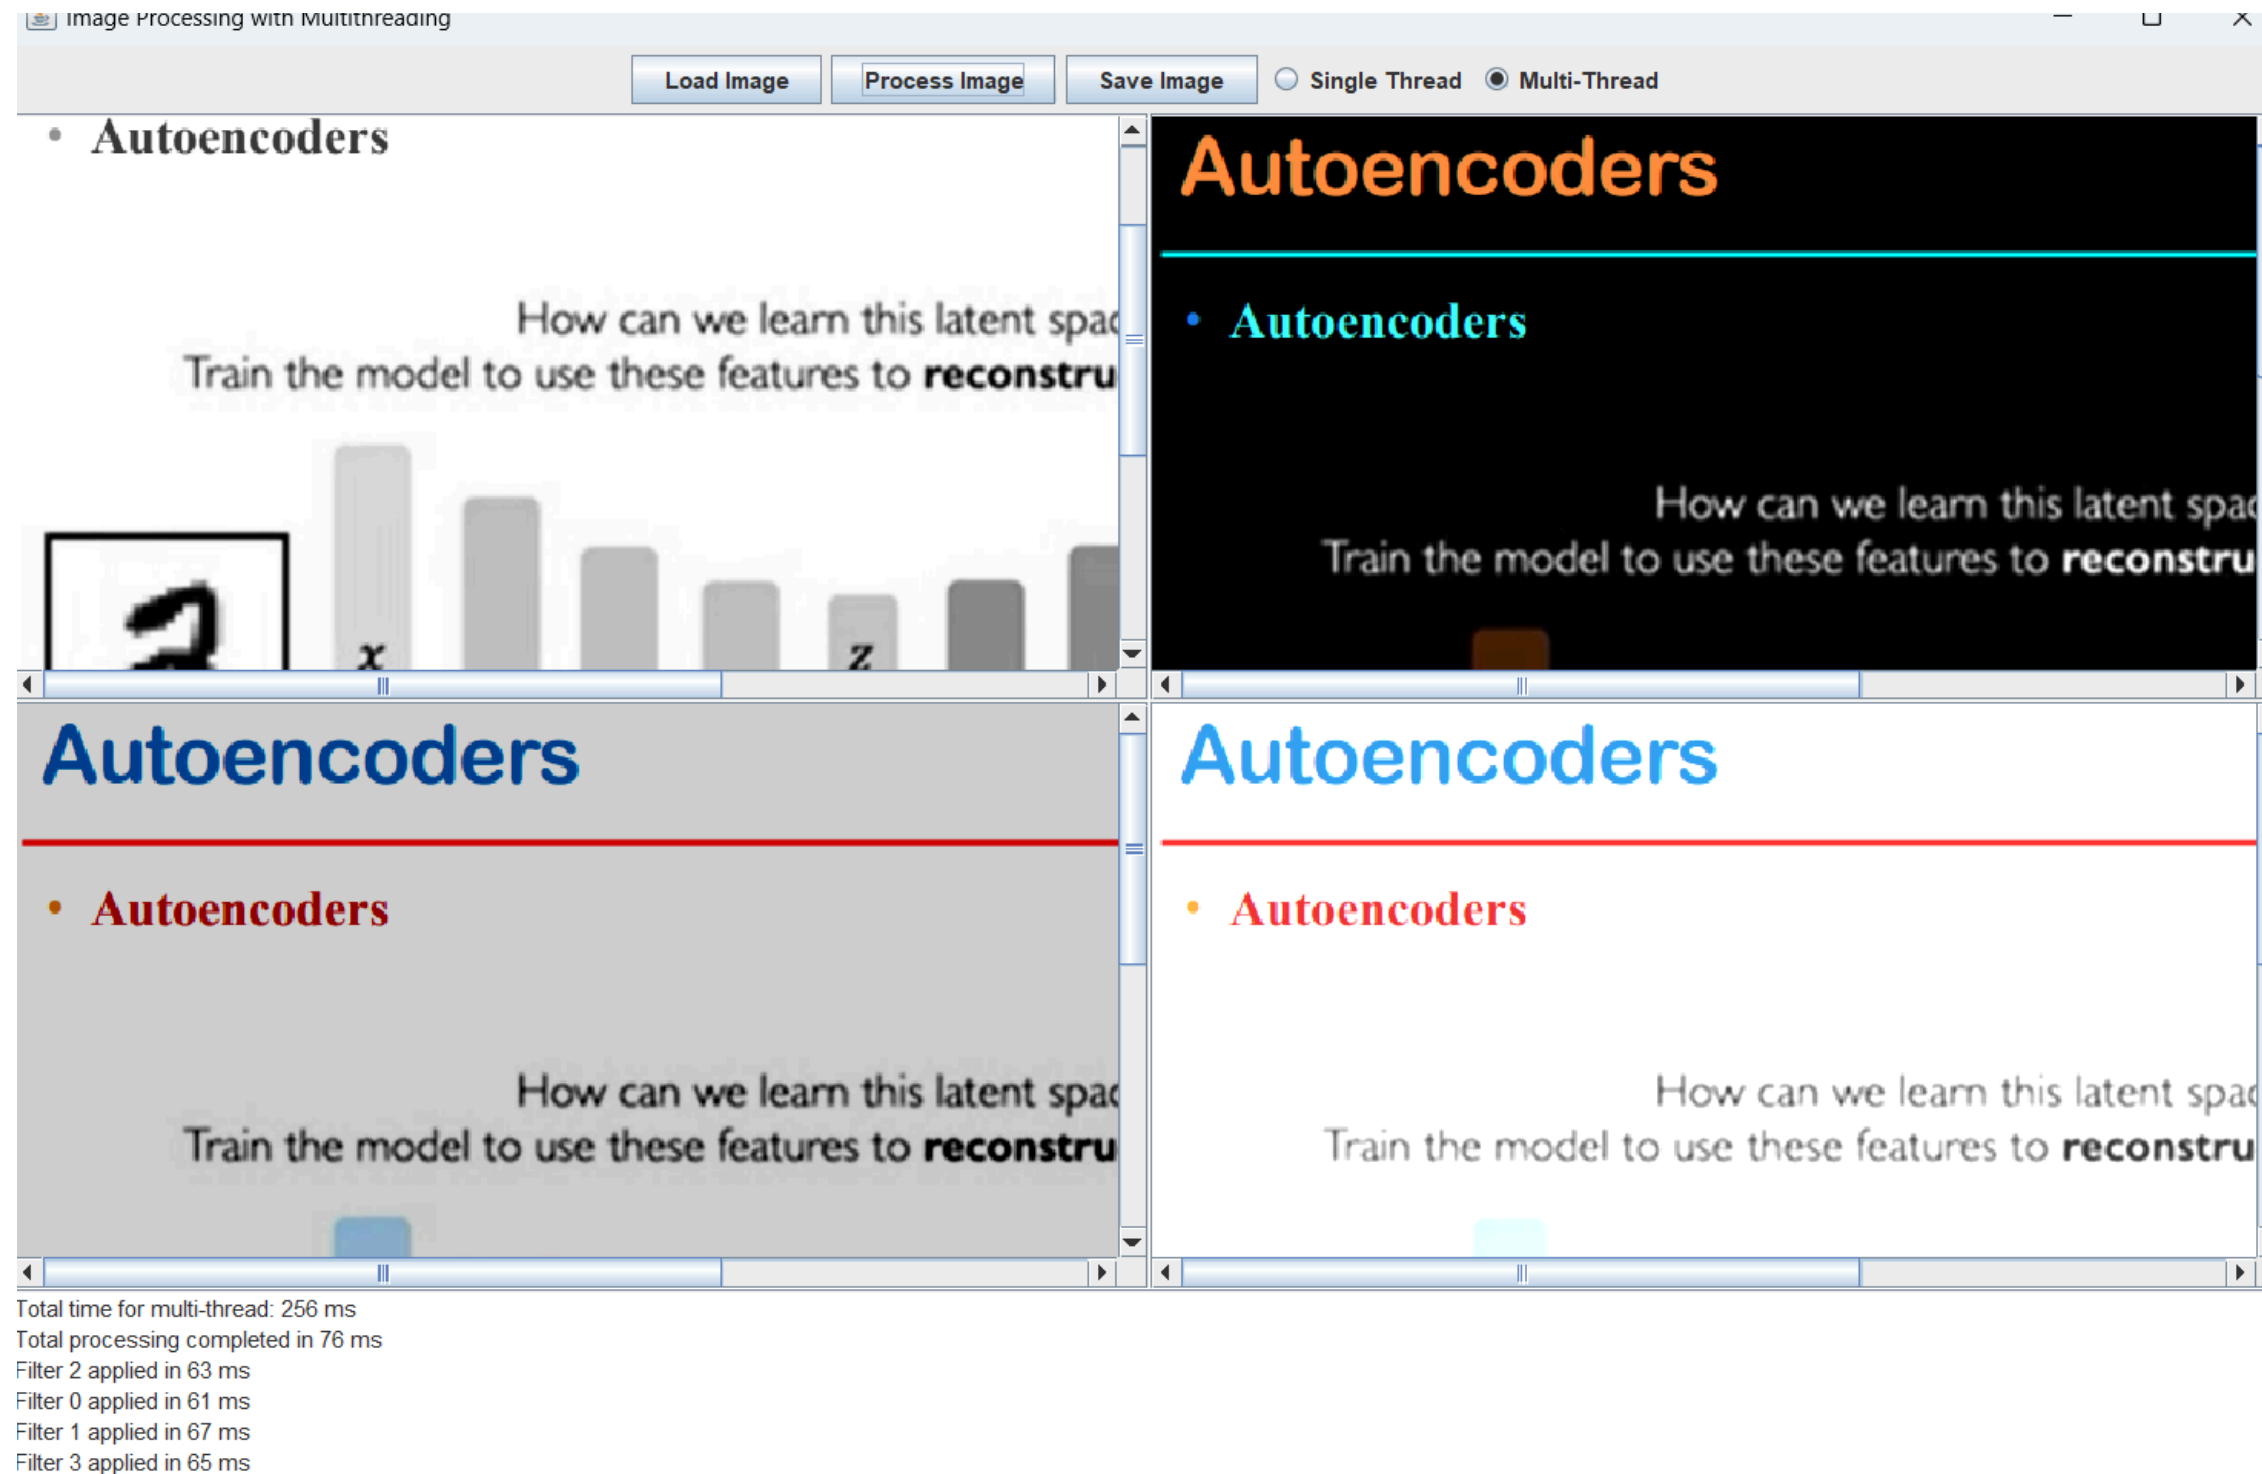 Image Processing with Multithreading
Load Image Process Image Save Image Single Thread Multi-Thread
• Autoencoders
How can we learn this latent spac
Train the model to use these features to reconstru
x z
Autoencoders
• Autoencoders
How can we learn this latent spac
Train the model to use these features to reconstru
Autoencoders
• Autoencoders
How can we learn this latent spac
Train the model to use these features to reconstru
Autoencoders
• Autoencoders
How can we learn this latent spac
Train the model to use these features to reconstru
Total time for multi-thread: 256 ms
Total processing completed in 76 ms
Filter 2 applied in 63 ms
Filter 0 applied in 61 ms
Filter 1 applied in 67 ms
Filter 3 applied in 65 ms